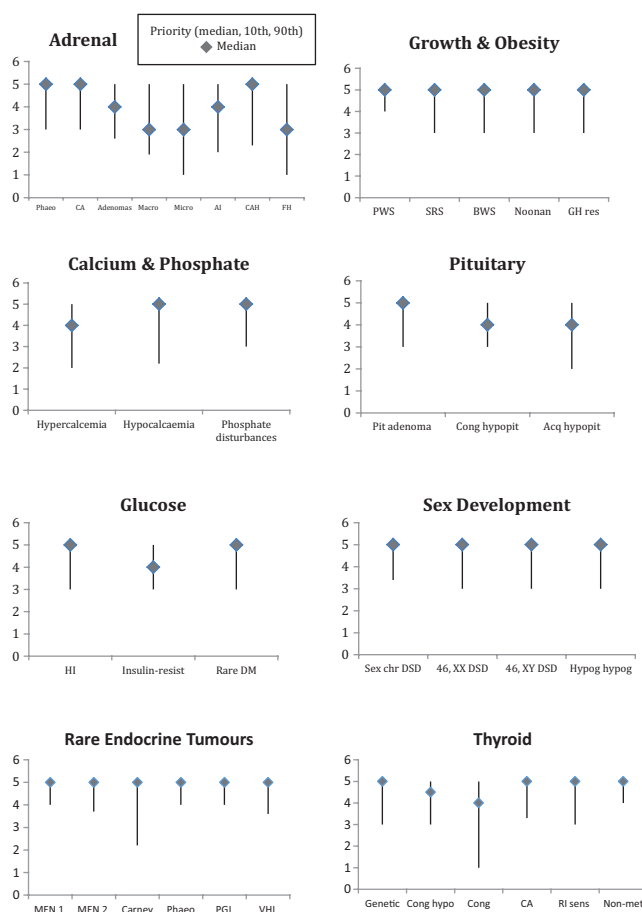 Priority (median, 10th, 90th)
Median
Adrenal
6
5
4
3
2
1
0
Phaeo CA Adenomas Macro Micro AI CAH FH
Growth & Obesity
6
5
4
3
2
1
0
PWS SRS BWS Noonan GH res
Calcium & Phosphate
6
5
4
3
2
1
0
Hypercalcemia Hypocalcaemia Phosphate
disturbances
Pituitary
6
5
4
3
2
1
0
Pit adenoma Cong hypopit Acq hypopit
Glucose
6
5
4
3
2
1
0
HI Insulin-resist Rare DM
Sex Development
6
5
4
3
2
1
0
Sex chr DSD 46, XX DSD 46, XY DSD Hypog hypog
Rare Endocrine Tumours
6
5
4
3
2
1
0
MEN 1 MEN 2 Carney Phaeo PGL VHL
Thyroid
6
5
4
3
2
1
0
Genetic Cong hypo Cong CA RI sens Non-met